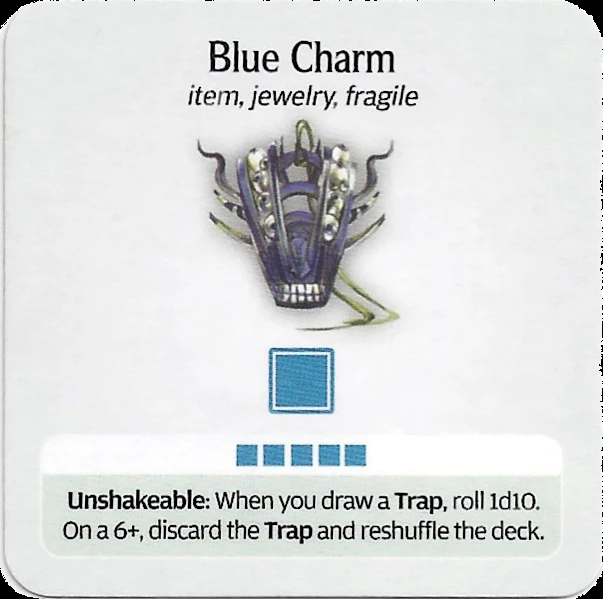 Blue Charm
item, jewelry, fragile
Unshakeable: When you draw a Trap, roll 1d10.
On a 6+, discard the Trap and reshuffle the deck.